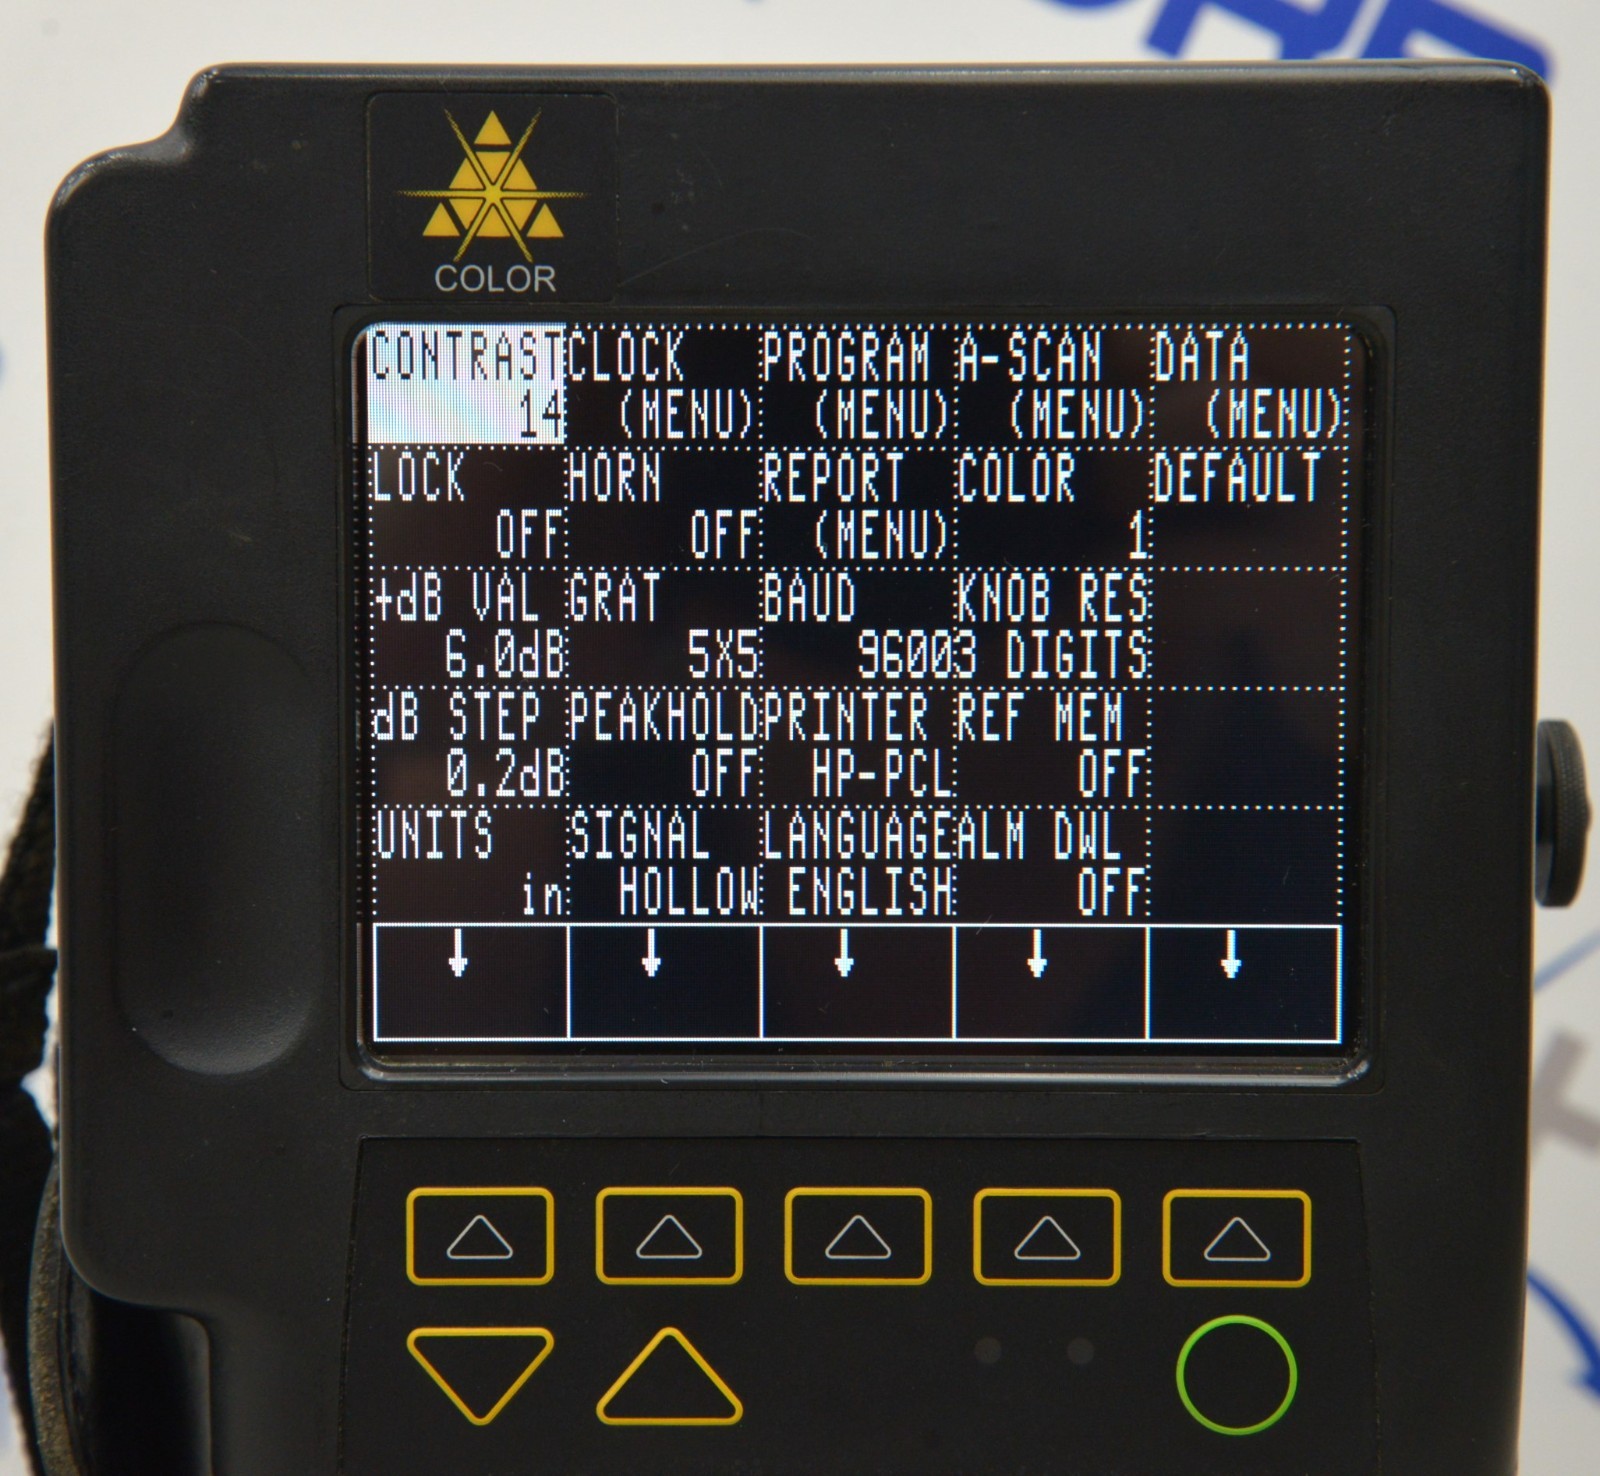 COLOR
CONTRAST CLOCK PROGRAM A-SCAN DATA
14 (MENU) (MENU) (MENU) (MENU)
LOCK HORN REPORT COLOR DEFAULT
OFF OFF (MENU) 1
+dB VAL GRAT BAUD KNOB RES
6.0dB 5X5 9600 3 DIGITS
dB STEP PEAKHOLD PRINTER REF MEM
0.2dB OFF HP-PCL OFF
UNITS SIGNAL LANGUAGE ALM DWL
in HOLLOW ENGLISH OFF